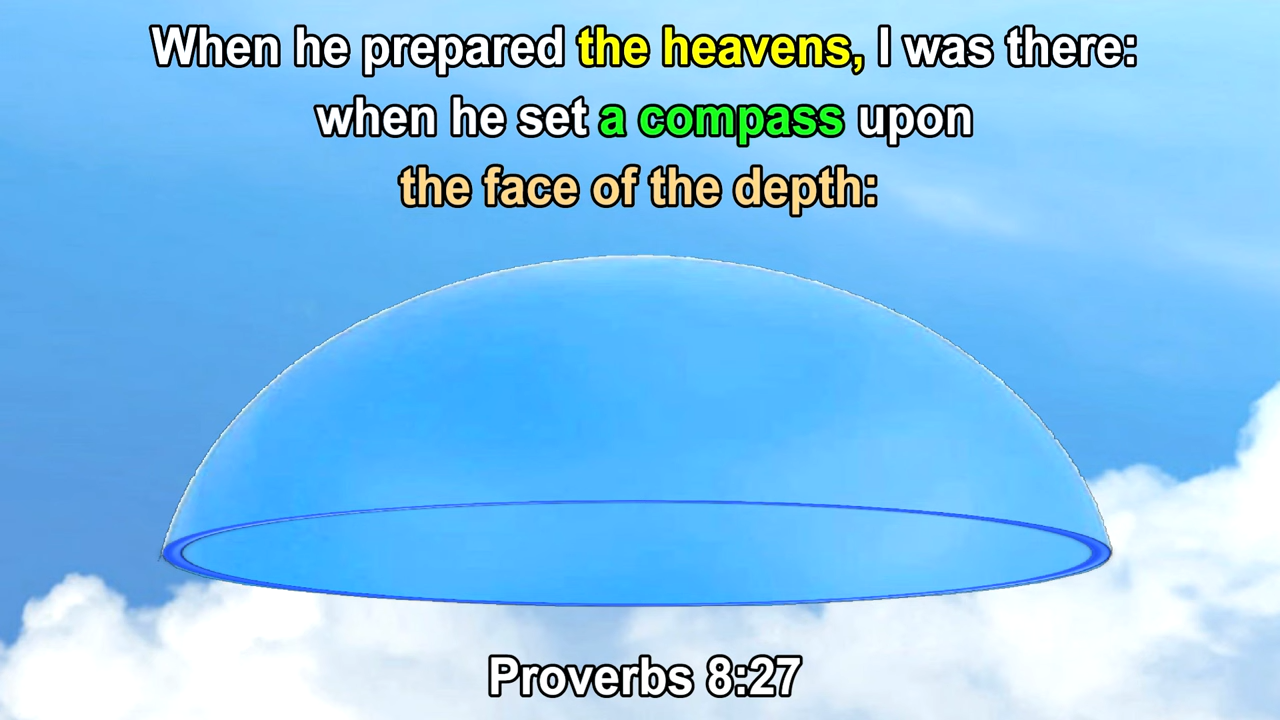 When he prepared the heavens, I was there:
when he set a compass upon
the face of the depth:
Proverbs 8:27